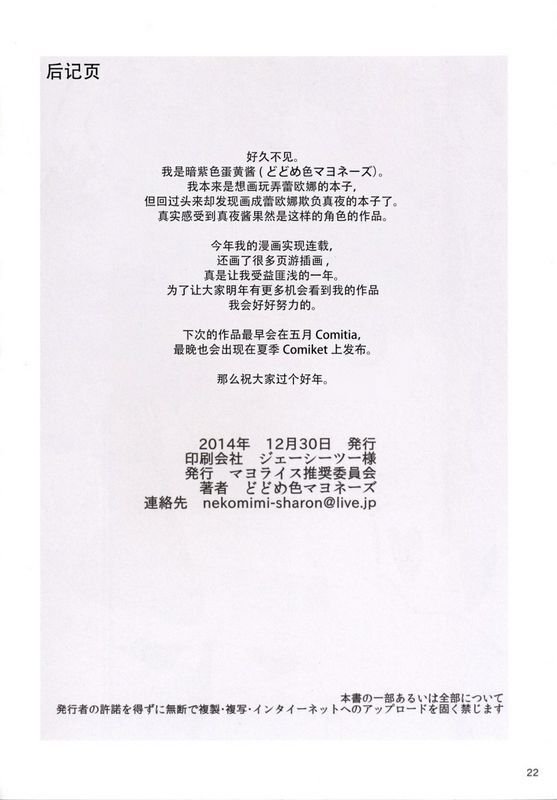 后记页
好久不见。
我是暗紫色蛋黄酱（どどめ色マヨネーズ）。
我本来是想画玩弄蕾欧娜的本子，
但回过头来却发现画成蕾欧娜欺负真夜的本子了。
真实感受到真夜酱果然是这样的角色的作品。
今年我的漫画实现连载，
还画了很多页游插画，
真是让我受益匪浅的一年。
为了让大家明年有更多机会看到我的作品
我会好好努力的。
下次的作品最早会在五月 Comitia,
最晚也会出现在夏季 Comiket 上发布。
那么祝大家过个好年。
2014年 12月30日 発行
印刷会社 ジェーシーツー様
発行 マヨライス推奨委員会
著者 どどめ色マヨネーズ
連絡先 nekomimi-sharon@live.jp
本書の一部あるいは全部について
発行者の許諾を得ずに無断で複製・複写・インタイーネットへのアップロードを固く禁じます
22